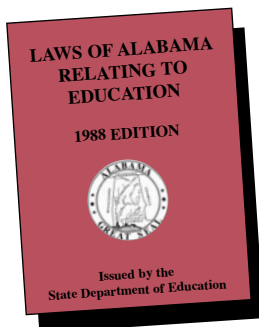 LAWS OF ALABAMA
RELATING TO
EDUCATION
1988 EDITION
ALABAMA
GREAT SEAL
Issued by the
State Department of Education